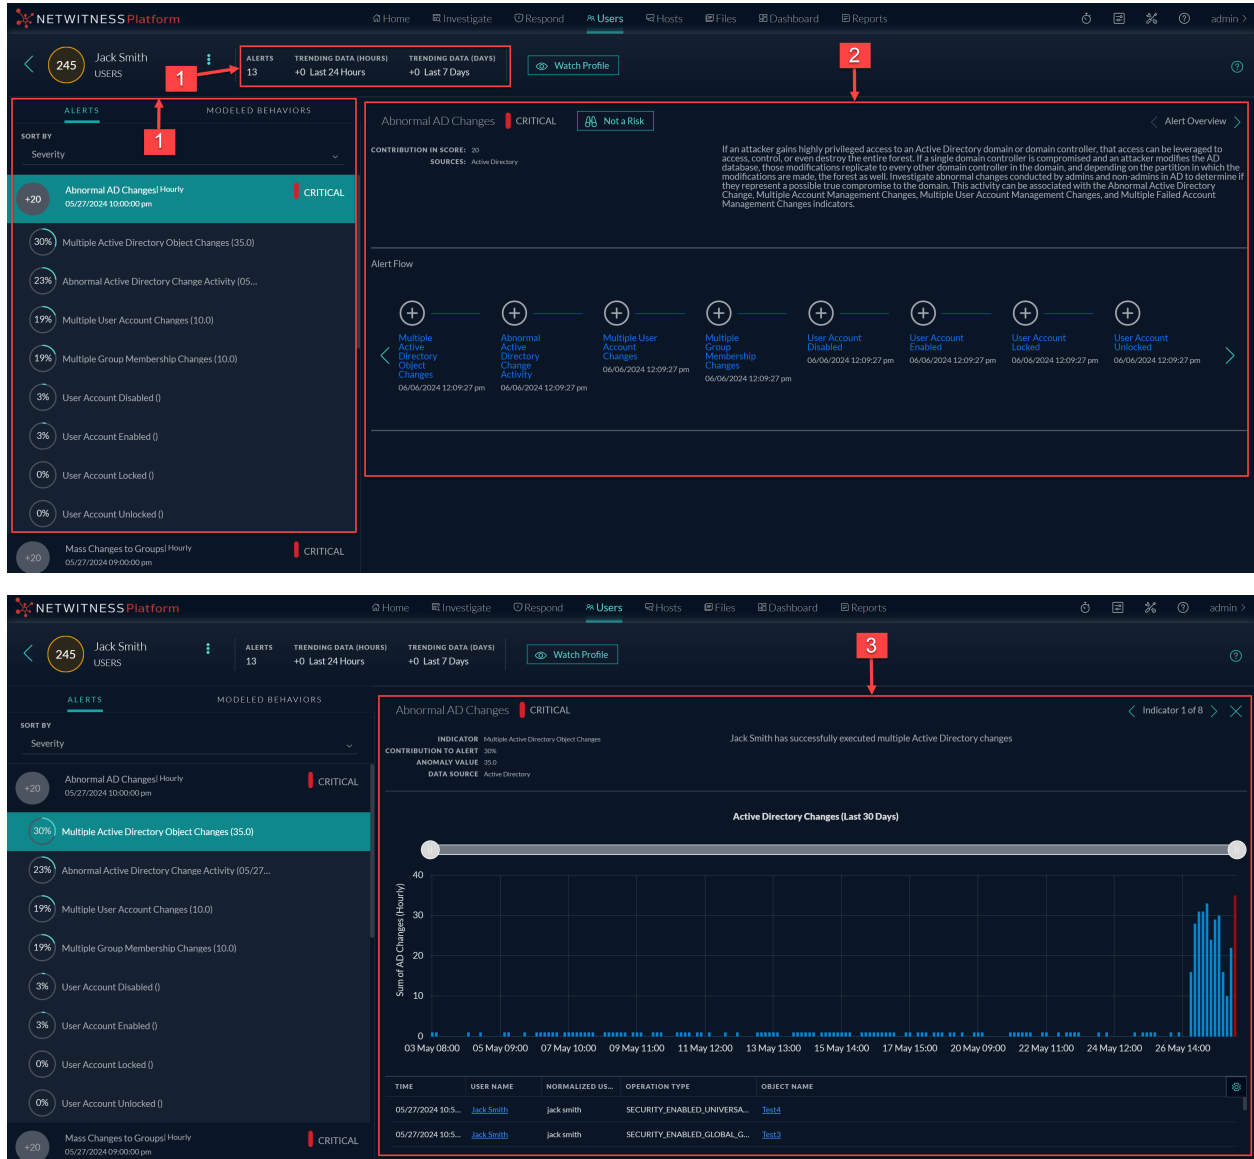 NETWITNESS Platform
Home Investigate Respond Users Hosts Files Dashboard Reports admin >
245 Jack Smith
USERS
ALERTS TRENDING DATA (HOURS) TRENDING DATA (DAYS)
13 +0 Last 24 Hours +0 Last 7 Days
Watch Profile
1
1
2
ALERTS MODELED BEHAVIORS
SORT BY
Severity
+20 Abnormal AD Changes| Hourly CRITICAL
05/27/2024 10:00:00 pm
30% Multiple Active Directory Object Changes (35.0)
23% Abnormal Active Directory Change Activity (05...
19% Multiple User Account Changes (10.0)
19% Multiple Group Membership Changes (10.0)
3% User Account Disabled ()
3% User Account Enabled ()
0% User Account Locked ()
0% User Account Unlocked ()
+20 Mass Changes to Groups| Hourly CRITICAL
05/27/2024 09:00:00 pm
Abnormal AD Changes CRITICAL Not a Risk Alert Overview
CONTRIBUTION IN SCORE: 20
SOURCES: Active Directory
If an attacker gains highly privileged access to an Active Directory domain or domain controller, that access can be leveraged to
access, control, or even destroy the entire forest. If a single domain controller is compromised and an attacker modifies the AD
database, those modifications replicate to every other domain controller in the domain, and depending on the partition in which the
modifications are made, the forest as well. Investigate abnormal changes conducted by admins and non-admins in AD to determine if
they represent a possible true compromise to the domain. This activity can be associated with the Abnormal Active Directory
Change, Multiple Account Management Changes, Multiple User Account Management Changes, and Multiple Failed Account
Management Changes indicators.
Alert Flow
Multiple
Active
Directory
Object
Changes
06/06/2024 12:09:27 pm
Abnormal
Active
Directory
Change
Activity
06/06/2024 12:09:27 pm
Multiple User
Account
Changes
06/06/2024 12:09:27 pm
Multiple
Group
Membership
Changes
06/06/2024 12:09:27 pm
User Account
Disabled
06/06/2024 12:09:27 pm
User Account
Enabled
06/06/2024 12:09:27 pm
User Account
Locked
06/06/2024 12:09:27 pm
User Account
Unlocked
06/06/2024 12:09:27 pm
NETWITNESS Platform
Home Investigate Respond Users Hosts Files Dashboard Reports admin >
245 Jack Smith
USERS
ALERTS TRENDING DATA (HOURS) TRENDING DATA (DAYS)
13 +0 Last 24 Hours +0 Last 7 Days
Watch Profile
3
ALERTS MODELED BEHAVIORS
SORT BY
Severity
+20 Abnormal AD Changes| Hourly CRITICAL
05/27/2024 10:00:00 pm
30% Multiple Active Directory Object Changes (35.0)
23% Abnormal Active Directory Change Activity (05/27...
19% Multiple User Account Changes (10.0)
19% Multiple Group Membership Changes (10.0)
3% User Account Disabled ()
3% User Account Enabled ()
0% User Account Locked ()
0% User Account Unlocked ()
+20 Mass Changes to Groups| Hourly CRITICAL
05/27/2024 09:00:00 pm
Abnormal AD Changes CRITICAL Indicator 1 of 8
INDICATOR Multiple Active Directory Object Changes
CONTRIBUTION TO ALERT 30%
ANOMALY VALUE 35.0
DATA SOURCE Active Directory
Jack Smith has successfully executed multiple Active Directory changes
Active Directory Changes (Last 30 Days)
Sum of AD Changes (Hourly)
40
30
20
10
0
03 May 08:00 05 May 09:00 07 May 10:00 09 May 11:00 11 May 12:00 13 May 13:00 15 May 14:00 17 May 15:00 20 May 09:00 22 May 11:00 24 May 12:00 26 May 14:00
TIME USER NAME NORMALIZED US... OPERATION TYPE OBJECT NAME
05/27/2024 10:5... Jack Smith jack smith SECURITY_ENABLED_UNIVERSA... Test4
05/27/2024 10:5... Jack Smith jack smith SECURITY_ENABLED_GLOBAL_G... Test3